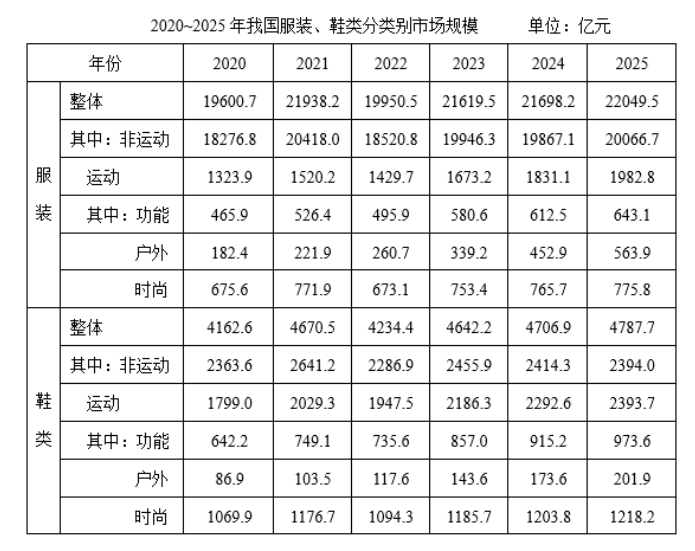 2020~2025 年我国服装、鞋类分类别市场规模 单位：亿元
年份 2020 2021 2022 2023 2024 2025
服装
整体 19600.7 21938.2 19950.5 21619.5 21698.2 22049.5
其中：非运动 18276.8 20418.0 18520.8 19946.3 19867.1 20066.7
运动 1323.9 1520.2 1429.7 1673.2 1831.1 1982.8
其中：功能 465.9 526.4 495.9 580.6 612.5 643.1
户外 182.4 221.9 260.7 339.2 452.9 563.9
时尚 675.6 771.9 673.1 753.4 765.7 775.8
鞋类
整体 4162.6 4670.5 4234.4 4642.2 4706.9 4787.7
其中：非运动 2363.6 2641.2 2286.9 2455.9 2414.3 2394.0
运动 1799.0 2029.3 1947.5 2186.3 2292.6 2393.7
其中：功能 642.2 749.1 735.6 857.0 915.2 973.6
户外 86.9 103.5 117.6 143.6 173.6 201.9
时尚 1069.9 1176.7 1094.3 1185.7 1203.8 1218.2